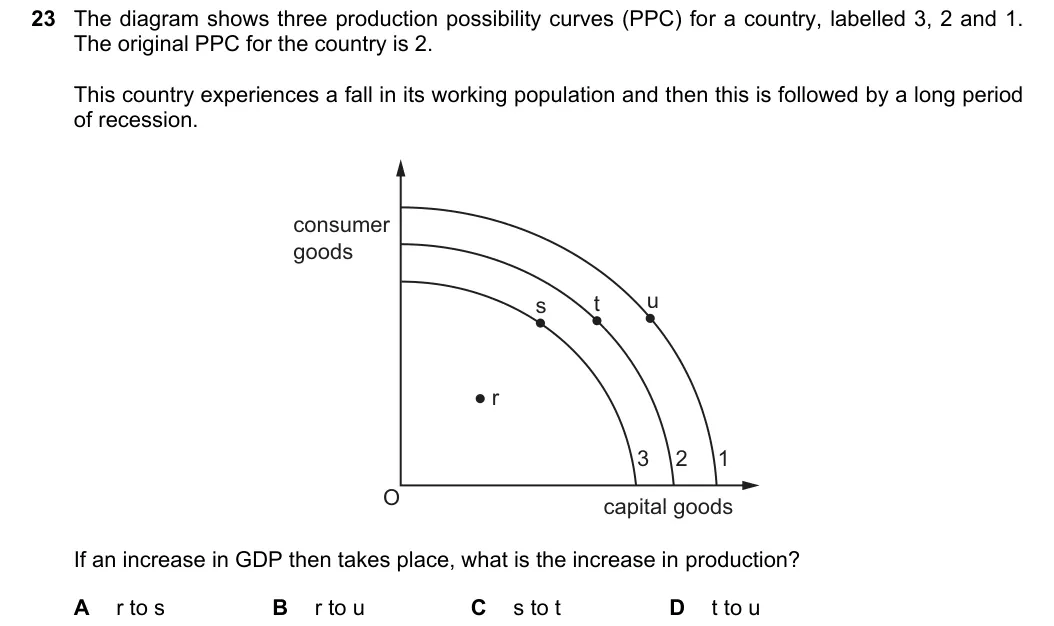 23 The diagram shows three production possibility curves (PPC) for a country, labelled 3, 2 and 1.
The original PPC for the country is 2.
This country experiences a fall in its working population and then this is followed by a long period
of recession.
consumer
goods
s
t
u
r
3 2 1
O
capital goods
If an increase in GDP then takes place, what is the increase in production?
A r to s B r to u C s to t D t to u